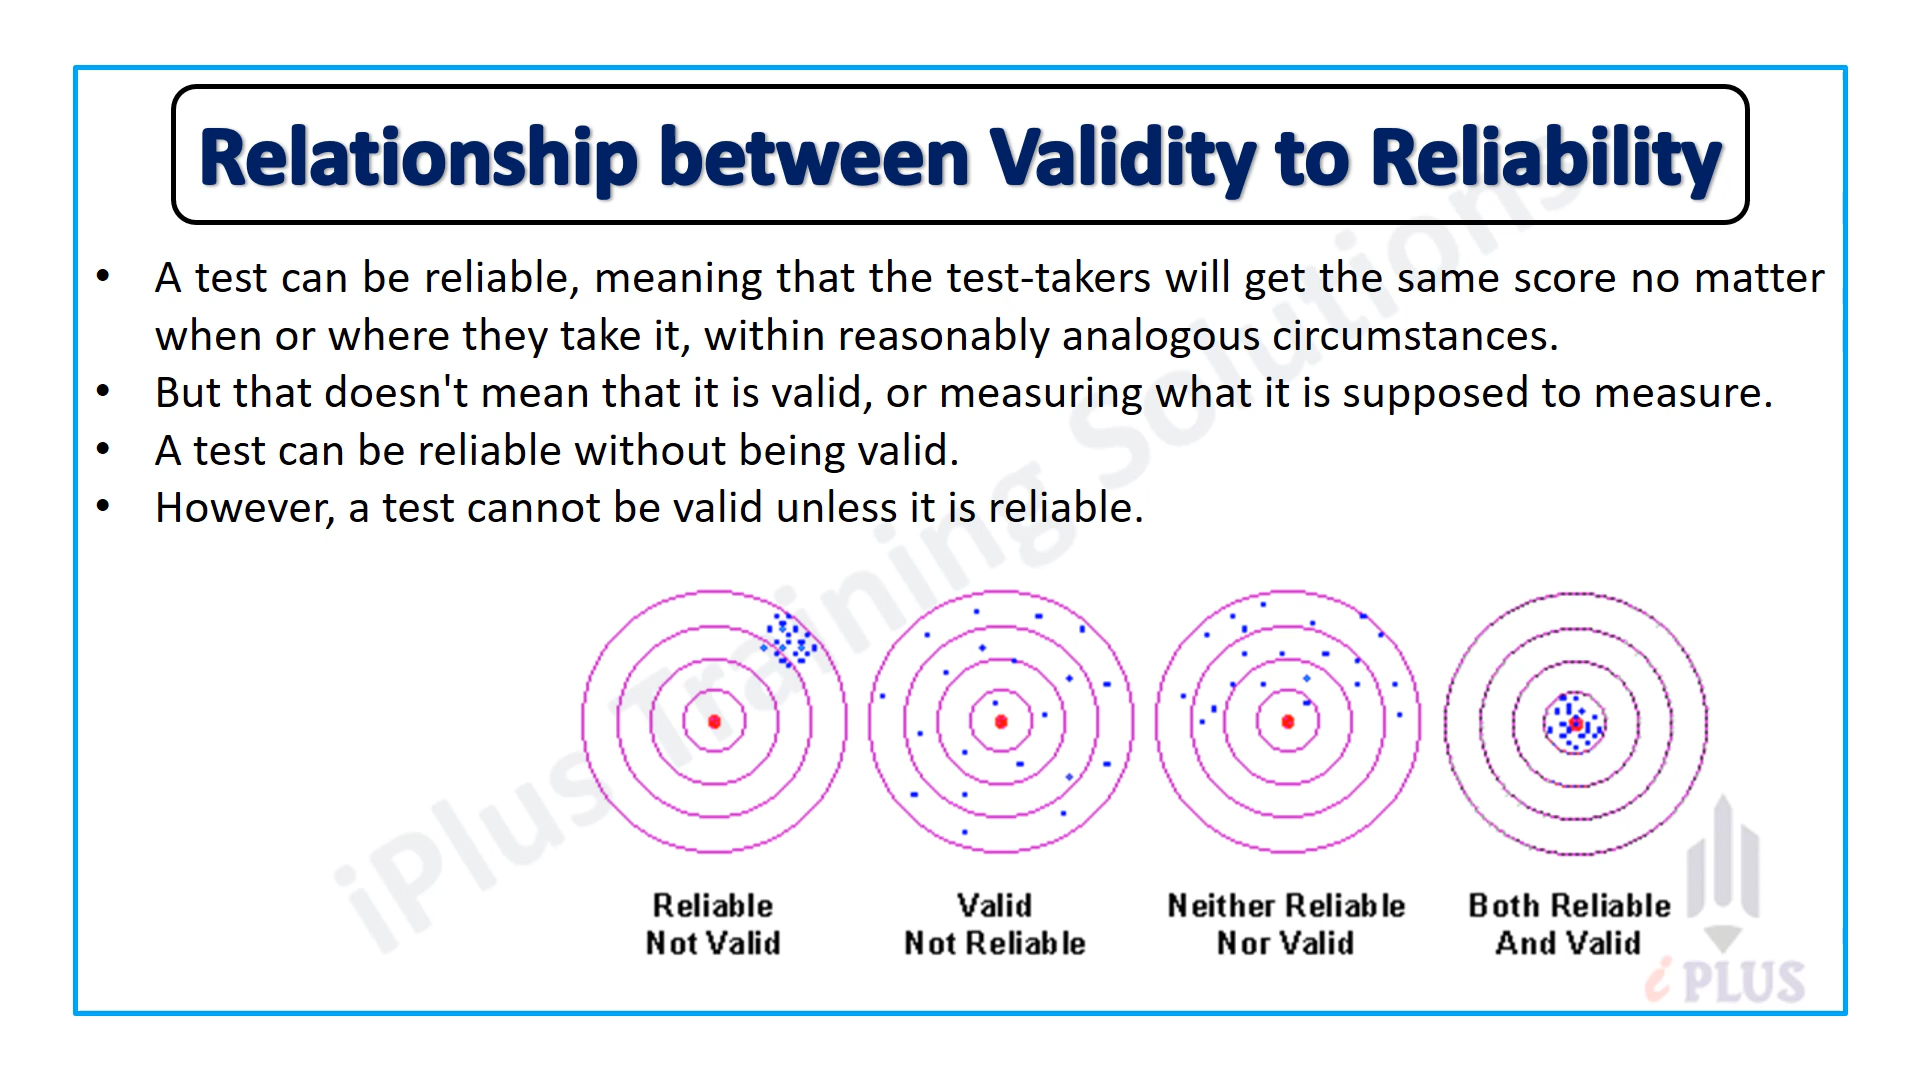 Relationship between Validity to Reliability
• A test can be reliable, meaning that the test-takers will get the same score no matter
when or where they take it, within reasonably analogous circumstances.
• But that doesn't mean that it is valid, or measuring what it is supposed to measure.
• A test can be reliable without being valid.
• However, a test cannot be valid unless it is reliable.
iPlus Training Solutions
Reliable
Not Valid
Valid
Not Reliable
Neither Reliable
Nor Valid
Both Reliable
And Valid
i PLUS